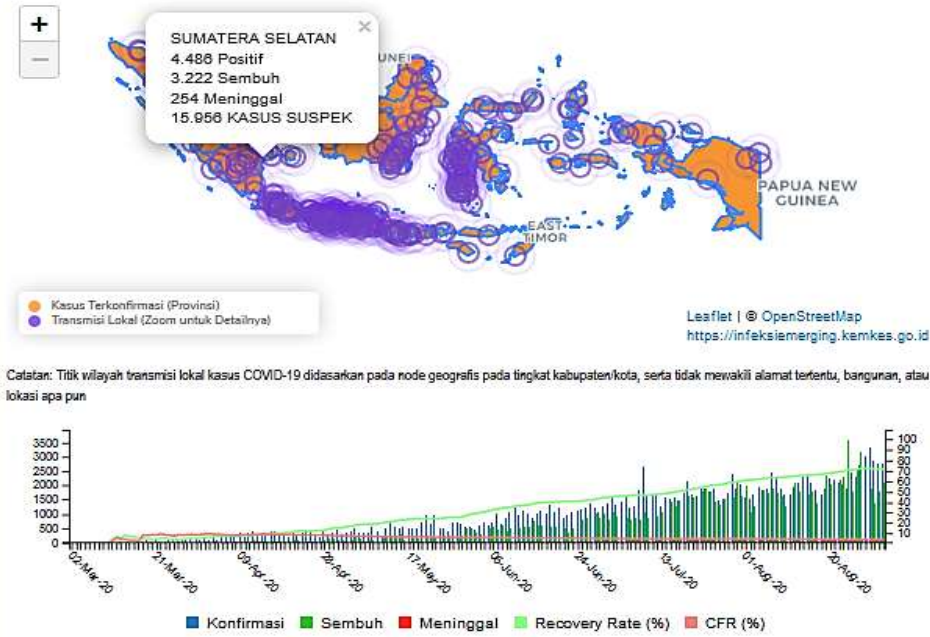 +
−
×
SUMATERA SELATAN
4.486 Positif
3.222 Sembuh
254 Meninggal
15.956 KASUS SUSPEK
UNEI
PAPUA NEW
GUINEA
EAST
TIMOR
Kasus Terkonfirmasi (Provinsi)
Transmisi Lokal (Zoom untuk Detailnya)
Leaflet | © OpenStreetMap
https://infeksiemerging.kemkes.go.id
Catatan: Titik wilayah transmisi lokal kasus COVID-19 didasarkan pada node geografis pada tingkat kabupaten/kota, serta tidak mewakili alamat tertentu, bangunan, atau
lokasi apa pun
3500
3000
2500
2000
1500
1000
500
0
100
90
80
70
60
50
40
30
20
10
02-Mar-20
21-Mar-20
09-Apr-20
28-Apr-20
17-May-20
05-Jun-20
24-Jun-20
13-Jul-20
01-Aug-20
20-Aug-20
Konfirmasi Sembuh Meninggal Recovery Rate (%) CFR (%)